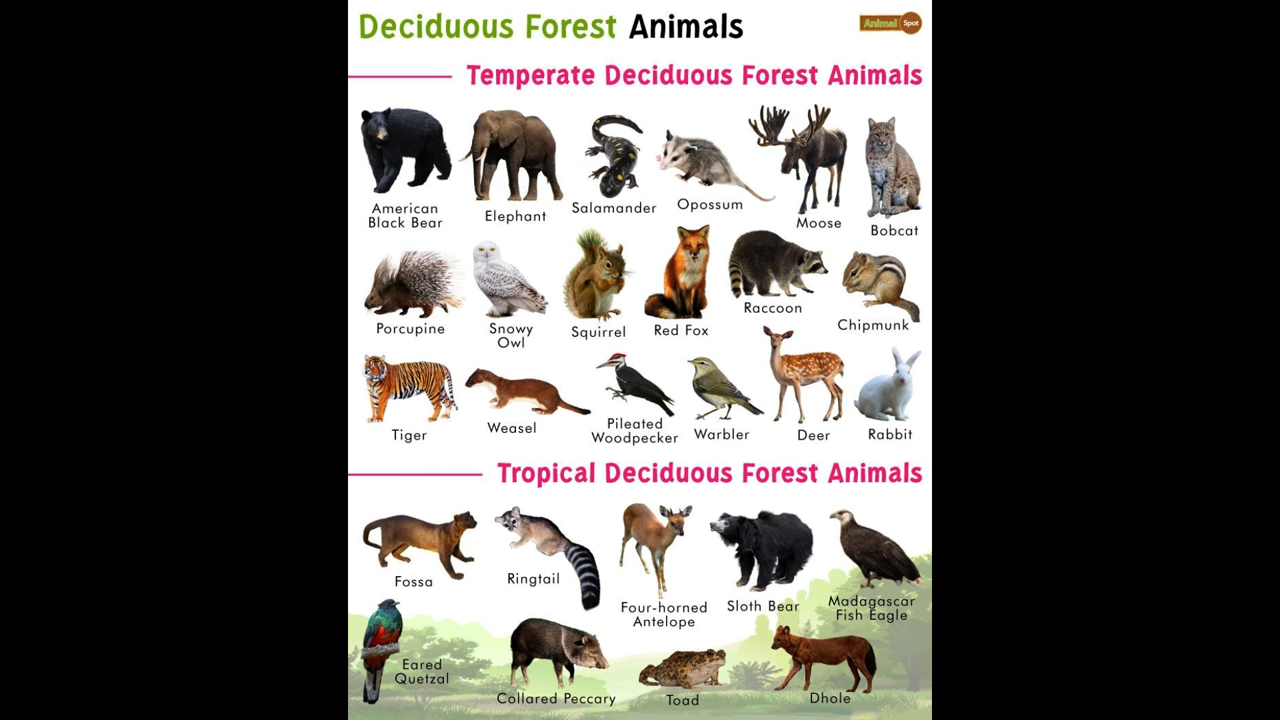 Deciduous Forest Animals
Animal Spot
Temperate Deciduous Forest Animals
American
Black Bear
Elephant
Salamander
Opossum
Moose
Bobcat
Porcupine
Snowy
Owl
Squirrel
Red Fox
Raccoon
Chipmunk
Tiger
Weasel
Pileated
Woodpecker
Warbler
Deer
Rabbit
Tropical Deciduous Forest Animals
Fossa
Ringtail
Four-horned
Antelope
Sloth Bear
Madagascar
Fish Eagle
Eared
Quetzal
Collared Peccary
Toad
Dhole